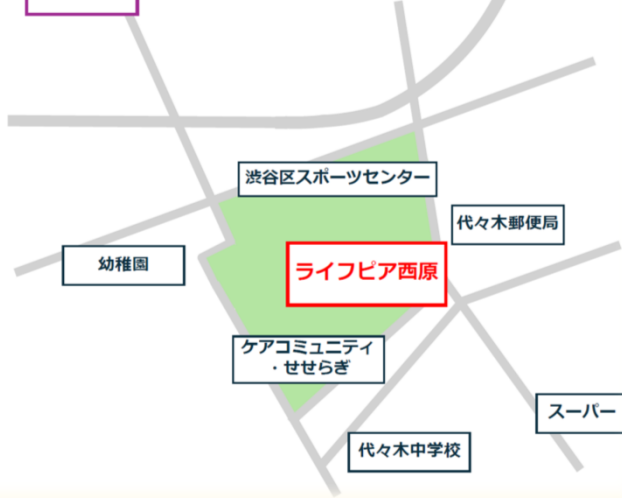 渋谷区スポーツセンター
代々木郵便局
幼稚園
ライフピア西原
ケアコミュニティ
・せせらぎ
スーパー
代々木中学校